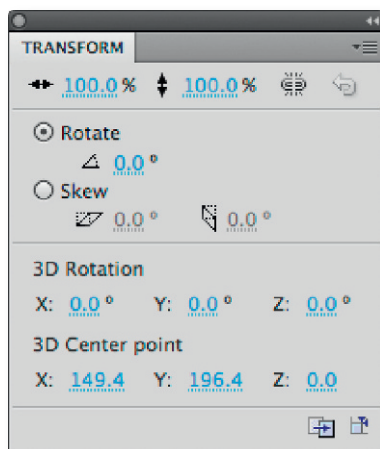 TRANSFORM
100.0 % 100.0 %
Rotate
0.0 °
Skew
0.0 ° 0.0 °
3D Rotation
X: 0.0 ° Y: 0.0 ° Z: 0.0 °
3D Center point
X: 149.4 Y: 196.4 Z: 0.0